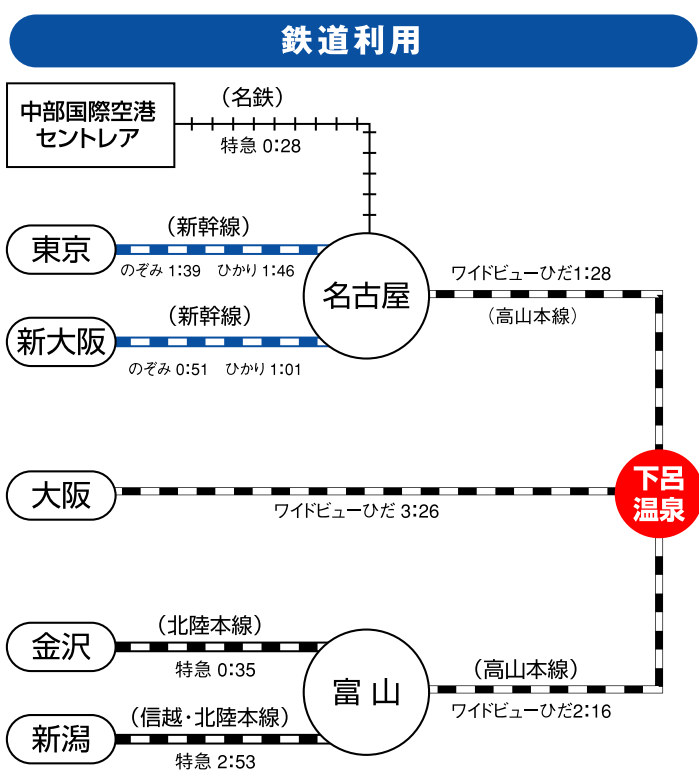 鉄道利用
中部国際空港
セントレア
（名鉄）
特急 0：28
東京
（新幹線）
のぞみ 1：39 ひかり 1：46
名古屋
ワイドビューひだ1：28
（高山本線）
新大阪
（新幹線）
のぞみ 0：51 ひかり 1：01
大阪
ワイドビューひだ 3：26
下呂
温泉
金沢
（北陸本線）
特急 0：35
富山
（高山本線）
ワイドビューひだ2：16
新潟
（信越・北陸本線）
特急 2：53